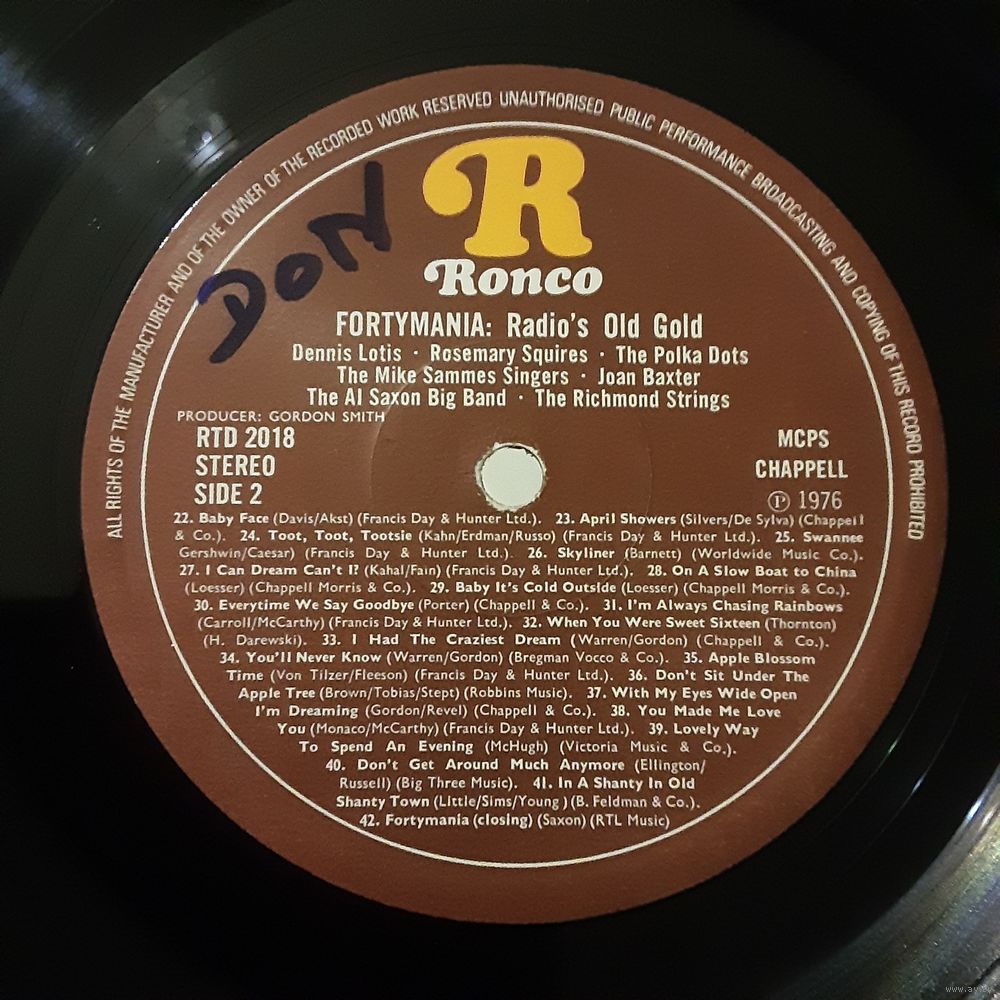 ALL RIGHTS OF THE MANUFACTURER AND OF THE OWNER OF THE RECORDED WORK RESERVED UNAUTHORISED PUBLIC PERFORMANCE BROADCASTING AND COPYING OF THIS RECORD PROHIBITED
DON
R
Ronco
FORTYMANIA: Radio's Old Gold
Dennis Lotis · Rosemary Squires · The Polka Dots
The Mike Sammes Singers · Joan Baxter
The Al Saxon Big Band · The Richmond Strings
PRODUCER: GORDON SMITH
RTD 2018
STEREO
SIDE 2
MCPS
CHAPPELL
Ⓟ 1976
22. Baby Face (Davis/Akst) (Francis Day & Hunter Ltd.). 23. April Showers (Silvers/De Sylva) (Chappell
& Co.). 24. Toot, Toot, Tootsie (Kahn/Erdman/Russo) (Francis Day & Hunter Ltd.). 25. Swannee
Gershwin/Caesar) (Francis Day & Hunter Ltd.). 26. Skyliner (Barnett) (Worldwide Music Co.).
27. I Can Dream Can't I? (Kahal/Fain) (Francis Day & Hunter Ltd.). 28. On A Slow Boat to China
(Loesser) (Chappell Morris & Co.). 29. Baby It's Cold Outside (Loesser) (Chappell Morris & Co.).
30. Everytime We Say Goodbye (Porter) (Chappell & Co.). 31. I'm Always Chasing Rainbows
(Carroll/McCarthy) (Francis Day & Hunter Ltd.). 32. When You Were Sweet Sixteen (Thornton)
(H. Darewski). 33. I Had The Craziest Dream (Warren/Gordon) (Chappell & Co.).
34. You'll Never Know (Warren/Gordon) (Bregman Vocco & Co.). 35. Apple Blossom
Time (Von Tilzer/Fleeson) (Francis Day & Hunter Ltd.). 36. Don't Sit Under The
Apple Tree (Brown/Tobias/Stept) (Robbins Music). 37. With My Eyes Wide Open
I'm Dreaming (Gordon/Revel) (Chappell & Co.). 38. You Made Me Love
You (Monaco/McCarthy) (Francis Day & Hunter Ltd.). 39. Lovely Way
To Spend An Evening (McHugh) (Victoria Music & Co.).
40. Don't Get Around Much Anymore (Ellington/
Russell) (Big Three Music). 41. In A Shanty In Old
Shanty Town (Little/Sims/Young) (B. Feldman & Co.).
42. Fortymania (closing) (Saxon) (RTL Music)